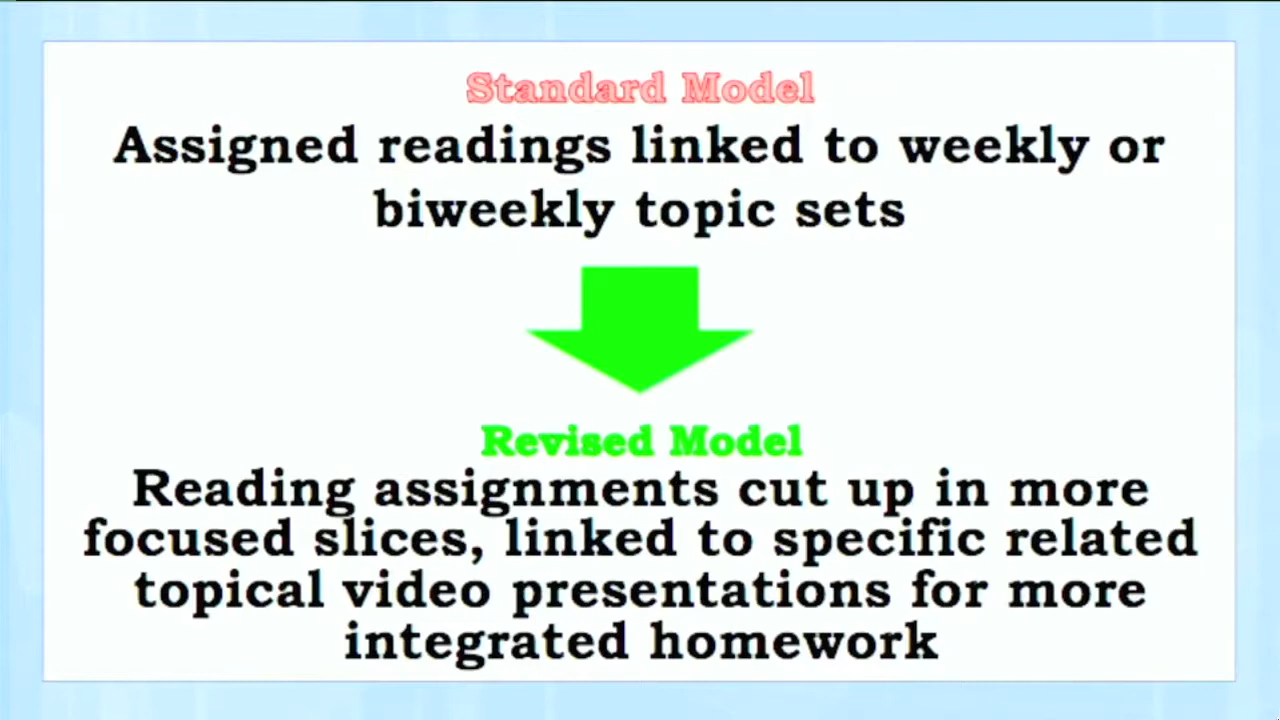 Standard Model
Assigned readings linked to weekly or
biweekly topic sets
Revised Model
Reading assignments cut up in more
focused slices, linked to specific related
topical video presentations for more
integrated homework